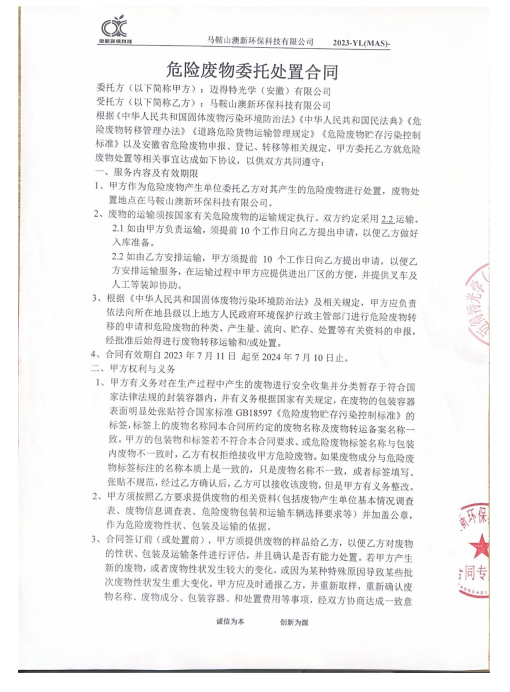 澳新环保科技
马鞍山澳新环保科技有限公司 2023-YL(MAS)-
危险废物委托处置合同
委托方（以下简称甲方）：迈得特光学（安徽）有限公司
受托方（以下简称乙方）：马鞍山澳新环保科技有限公司
根据《中华人民共和国固体废物污染环境防治法》《中华人民共和国民法典》《危
险废物转移管理办法》《道路危险货物运输管理规定》《危险废物贮存污染控制
标准》以及安徽省危险废物申报、登记、转移等相关规定，甲方委托乙方就危险
废物处置等相关事宜达成如下协议，以供双方共同遵守：
一、服务内容及有效期限
1、甲方作为危险废物产生单位委托乙方对其产生的危险废物进行处置，废物处
置地点在马鞍山澳新环保科技有限公司。
2、废物的运输须按国家有关危险废物的运输规定执行。双方约定采用 2.2 运输。
2.1 如由甲方负责运输，须提前 10 个工作日向乙方提出申请，以便乙方做好
入库准备。
2.2 如由乙方安排运输，甲方须提前 10 个工作日向乙方提出申请，以便乙
方安排运输服务，在运输过程中甲方应提供进出厂区的方便，并提供叉车及
人工等装卸协助。
3、根据《中华人民共和国固体废物污染环境防治法》及相关规定，甲方应负责
依法向所在地县级以上地方人民政府环境保护行政主管部门进行危险废物转
移的申请和危险废物的种类、产生量、流向、贮存、处置等有关资料的申报，
经批准后始得进行废物转移运输和/或处置。
4、合同有效期自 2023 年 7 月 11 日 起至 2024 年 7 月 10 日止。
二、甲方权利与义务
1、甲方有义务对在生产过程中产生的废物进行安全收集并分类暂存于符合国
家法律法规的封装容器内，并有义务根据国家有关规定，在废物的包装容器
表面明显处张贴符合国家标准 GB18597《危险废物贮存污染控制标准》的
标签，标签上的废物名称同本合同所约定的废物名称及废物转运备案名称一
致。甲方的包装物和标签若不符合本合同要求、或危险废物标签名称与包装
内废物不一致时，乙方有权拒绝接收甲方危险废物。如果废物成分与危险废
物标签标注的名称本质上是一致的，只是废物名称不一致，或者标签填写、
张贴不规范，经过乙方确认后，乙方可以接收该废物，但是甲方有义务整改。
2、甲方须按照乙方要求提供废物的相关资料(包括废物产生单位基本情况调查
表、废物信息调查表、危险废物包装和运输车辆选择要求等）并加盖公章，
作为危险废物性状、包装及运输的依据。
3、合同签订前（或处置前），甲方须提供废物的样品给乙方，以便乙方对废物
的性状、包装及运输条件进行评估，并且确认是否有能力处置。若甲方产生
新的废物，或者废物性状发生较大的变化，或因为某种特殊原因导致某些批
次废物性状发生重大变化，甲方应及时通报乙方，并重新取样，重新确认废
物名称、废物成分、包装容器、和处置费用等事项，经双方协商达成一致意
诚信为本 创新为源
新环保
合同专